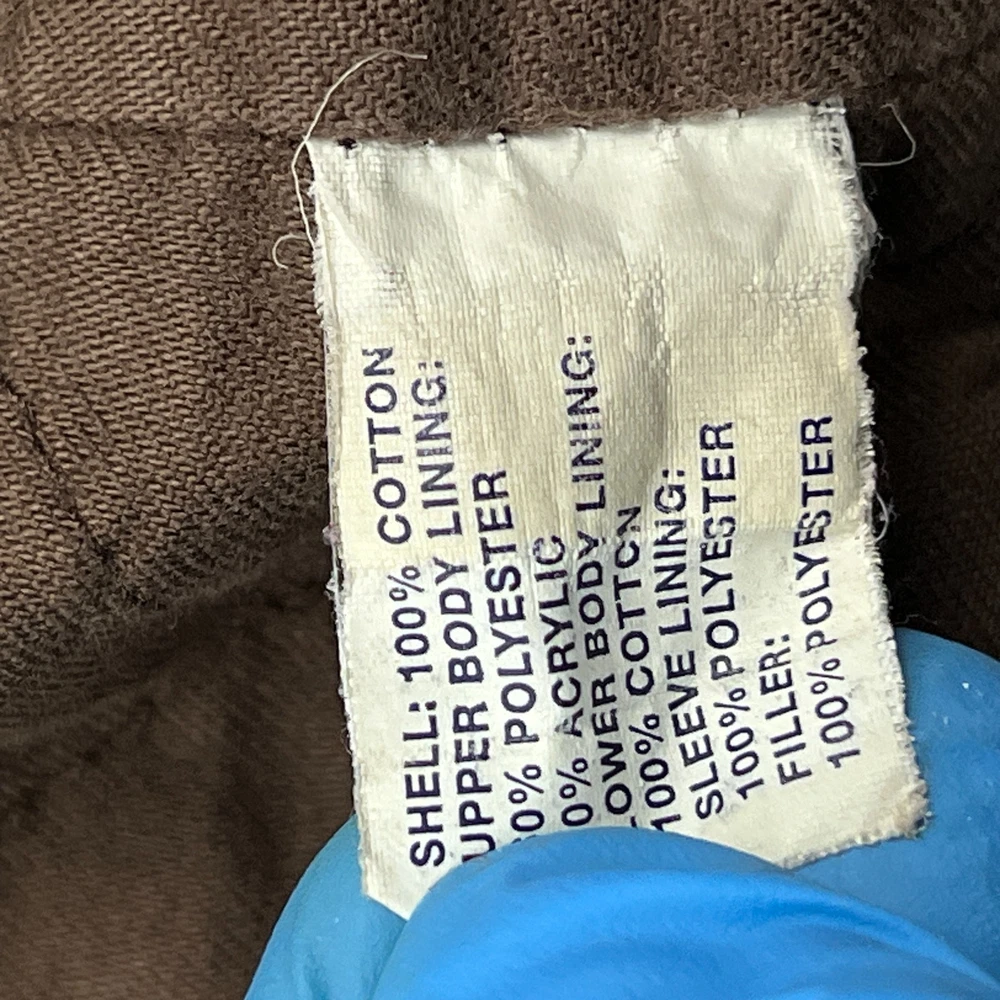 SHELL: 100% COTTON
UPPER BODY LINING:
0% POLYESTER
0% ACRYLIC
LOWER BODY LINING:
100% COTTON
SLEEVE LINING:
100% POLYESTER
FILLER:
100% POLYESTER